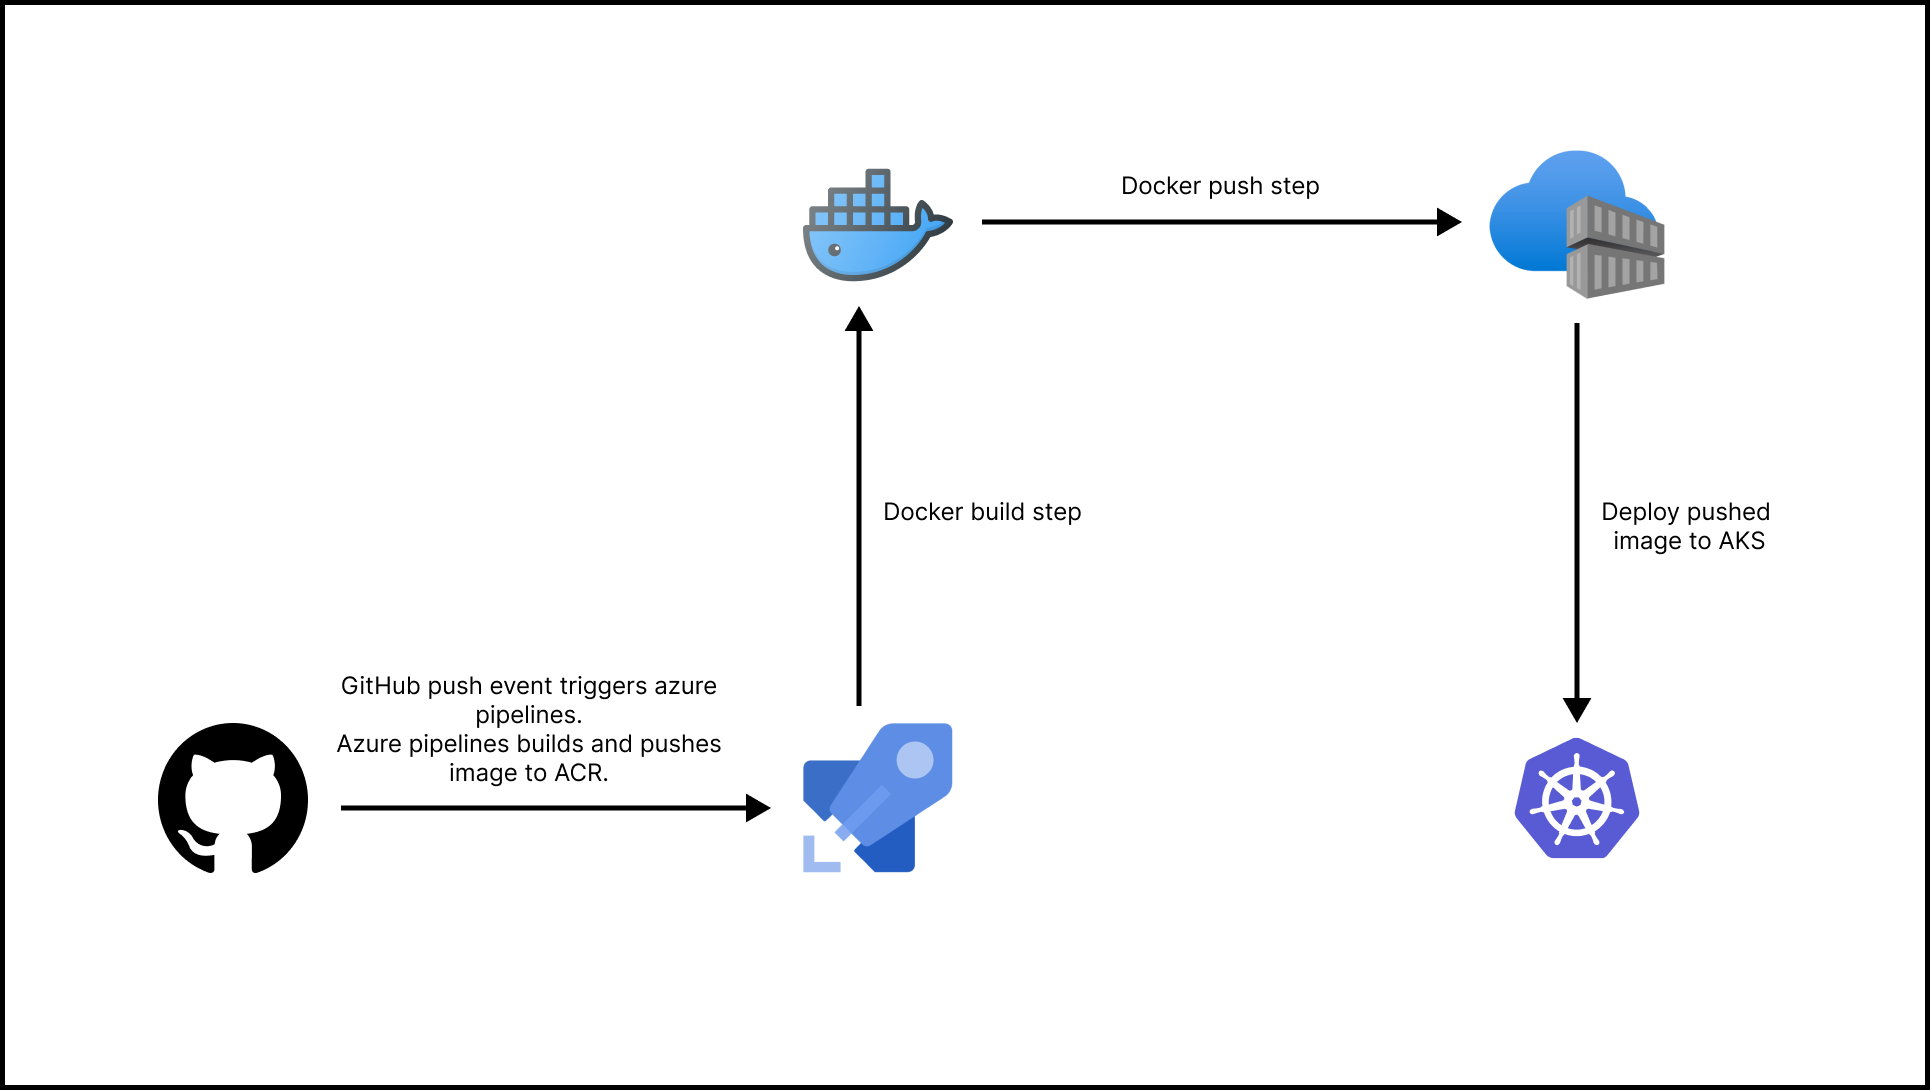 Docker push step
Docker build step
Deploy pushed
image to AKS
GitHub push event triggers azure
pipelines.
Azure pipelines builds and pushes
image to ACR.